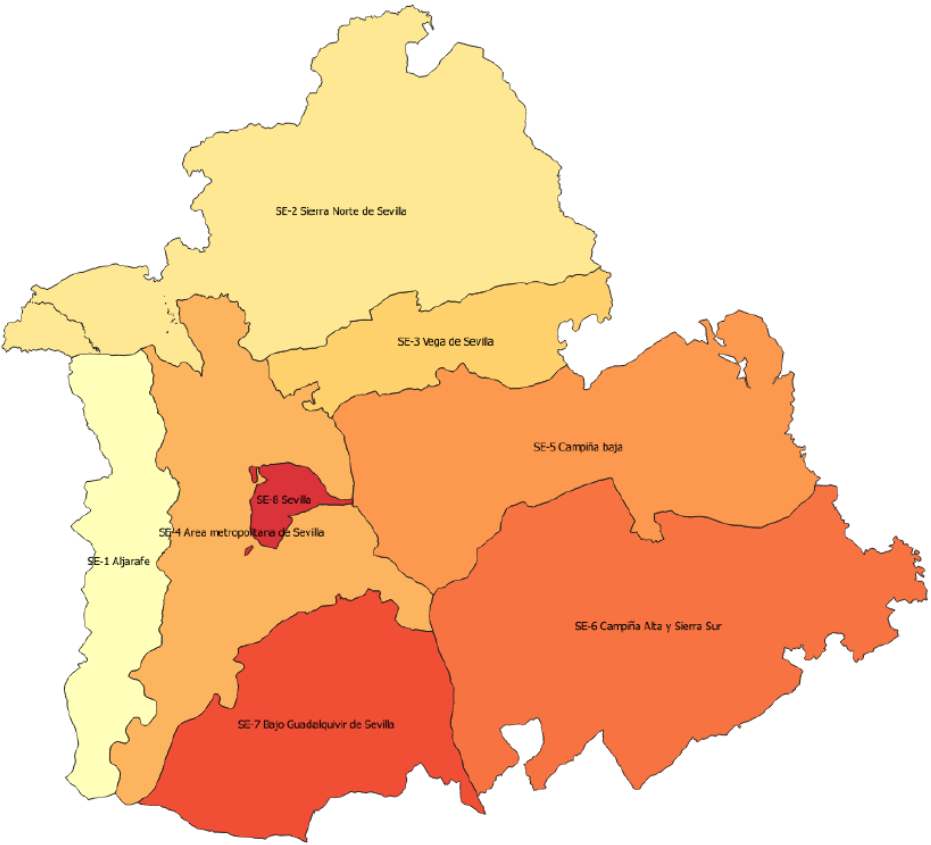 SE-2 Sierra Norte de Sevilla
SE-3 Vega de Sevilla
SE-5 Campiña baja
SE-8 Sevilla
SE-4 Area metropolitana de Sevilla
SE-1 Aljarafe
SE-6 Campiña Alta y Sierra Sur
SE-7 Bajo Guadalquivir de Sevilla